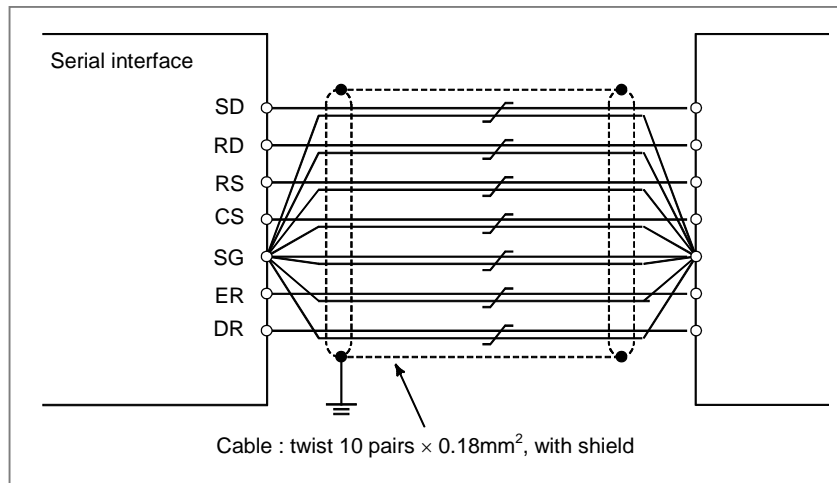 Serial interface
SD
RD
RS
CS
SG
ER
DR
Cable : twist 10 pairs × 0.18mm², with shield